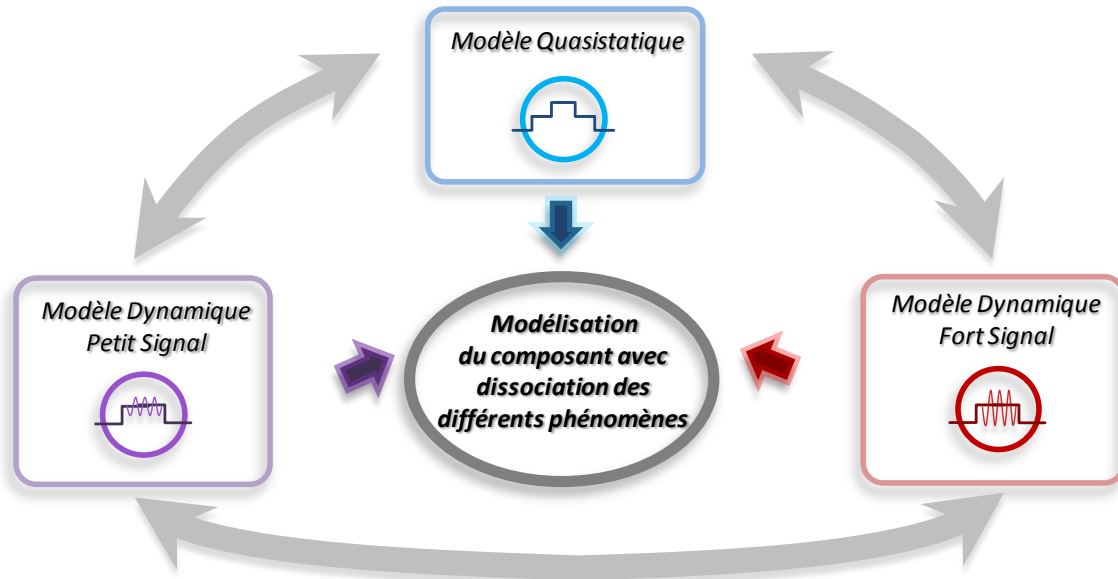 Modèle Quasistatique
Modèle Dynamique
Petit Signal
Modélisation
du composant avec
dissociation des
différents phénomènes
Modèle Dynamique
Fort Signal